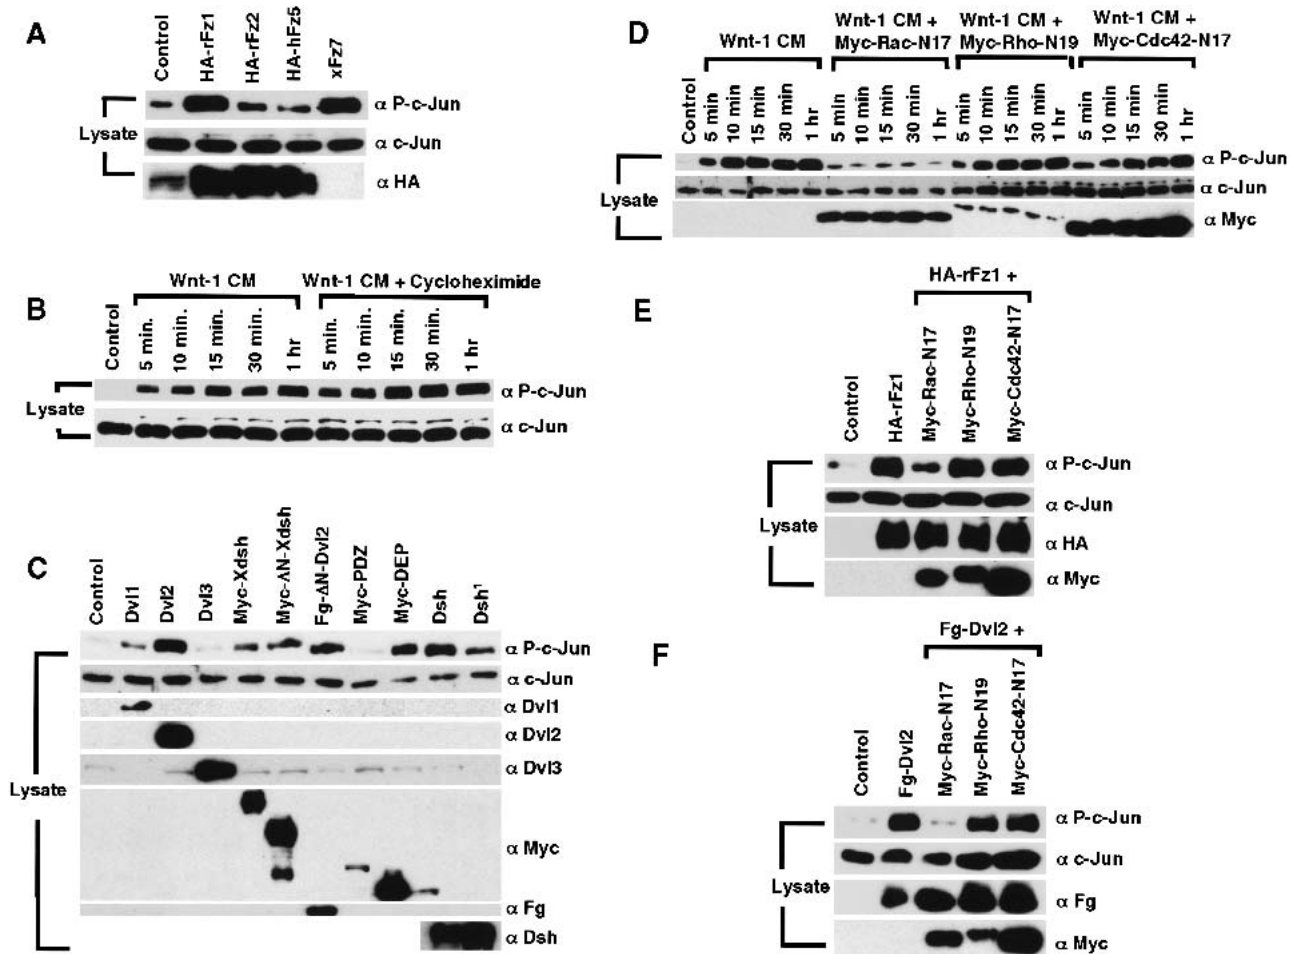 A
Control
HA-rFz1
HA-rFz2
HA-hFz5
xFz7
Lysate
α P-c-Jun
α c-Jun
α HA
B
Wnt-1 CM
Wnt-1 CM + Cycloheximide
Control
5 min.
10 min.
15 min.
30 min.
1 hr
5 min.
10 min.
15 min.
30 min.
1 hr
Lysate
α P-c-Jun
α c-Jun
C
Control
Dvl1
Dvl2
Dvl3
Myc-Xdsh
Myc-ΔN-Xdsh
Fg-ΔN-Dvl2
Myc-PDZ
Myc-DEP
Dsh
Dsh¹
Lysate
α P-c-Jun
α c-Jun
α Dvl1
α Dvl2
α Dvl3
α Myc
α Fg
α Dsh
D
Wnt-1 CM
Wnt-1 CM +
Myc-Rac-N17
Wnt-1 CM +
Myc-Rho-N19
Wnt-1 CM +
Myc-Cdc42-N17
Control
5 min
10 min
15 min
30 min
1 hr
5 min
10 min
15 min
30 min
1 hr
5 min
10 min
15 min
30 min
1 hr
5 min
10 min
15 min
30 min
1 hr
Lysate
α P-c-Jun
α c-Jun
α Myc
E
HA-rFz1 +
Control
HA-rFz1
Myc-Rac-N17
Myc-Rho-N19
Myc-Cdc42-N17
Lysate
α P-c-Jun
α c-Jun
α HA
α Myc
F
Fg-Dvl2 +
Control
Fg-Dvl2
Myc-Rac-N17
Myc-Rho-N19
Myc-Cdc42-N17
Lysate
α P-c-Jun
α c-Jun
α Fg
α Myc